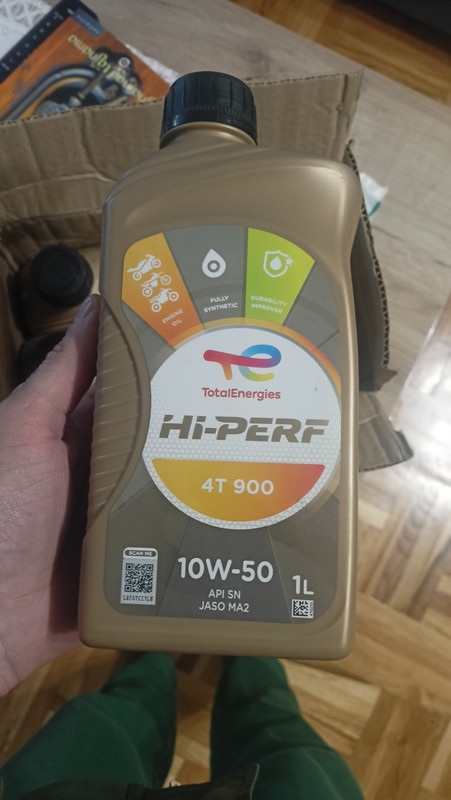 ENGINE
OIL
FULLY
SYNTHETIC
DURABILITY
IMPROVER
TotalEnergies
Hi-PERF
4T 900
SCAN ME
10W-50
API SN
JASO MA2
1L